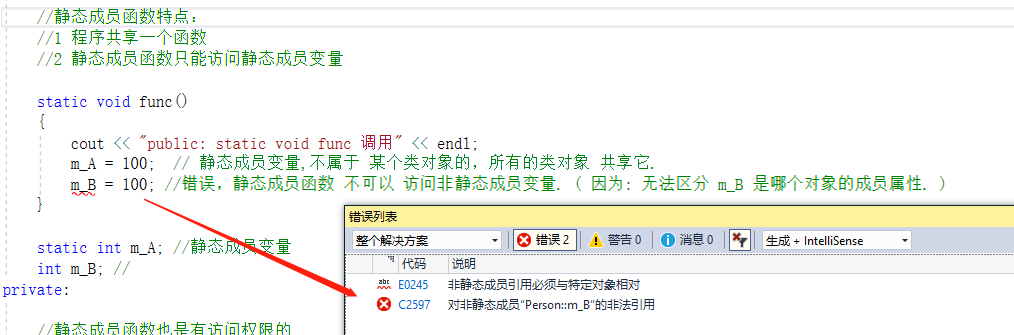 //静态成员函数特点:
//1 程序共享一个函数
//2 静态成员函数只能访问静态成员变量
static void func()
{
cout << "public: static void func 调用" << endl;
m_A = 100; // 静态成员变量,不属于 某个类对象的, 所有的类对象 共享它.
m_B = 100; //错误, 静态成员函数 不可以 访问非静态成员变量. ( 因为: 无法区分 m_B 是哪个对象的成员属性. )
}
static int m_A; //静态成员变量
int m_B; //
private:
//静态成员函数也是有访问权限的
错误列表
整个解决方案 错误 2 警告 0 消息 0 生成 + IntelliSense
代码 说明
abc E0245 非静态成员引用必须与特定对象相对
C2597 对非静态成员“Person::m_B”的非法引用